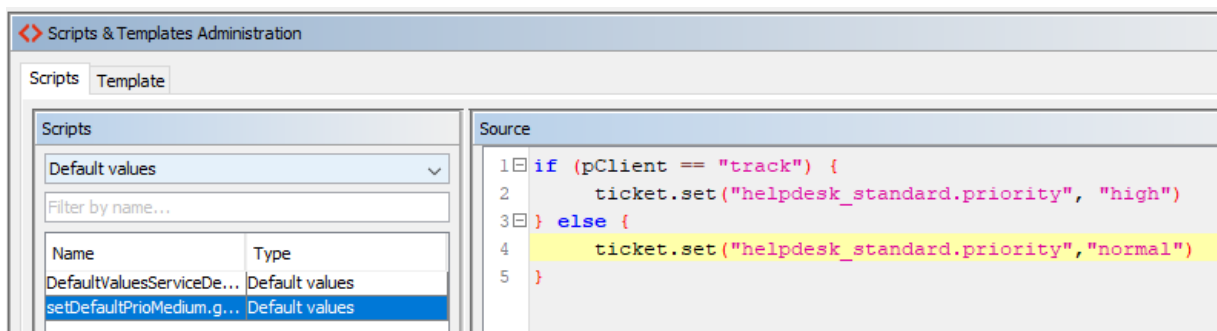 Scripts & Templates Administration
Scripts Template
Scripts
Default values
Filter by name...
Name Type
DefaultValuesServiceDe... Default values
setDefaultPrioMedium.g... Default values
Source
1 if (pClient == "track") {
2 ticket.set("helpdesk_standard.priority", "high")
3 } else {
4 ticket.set("helpdesk_standard.priority","normal")
5 }